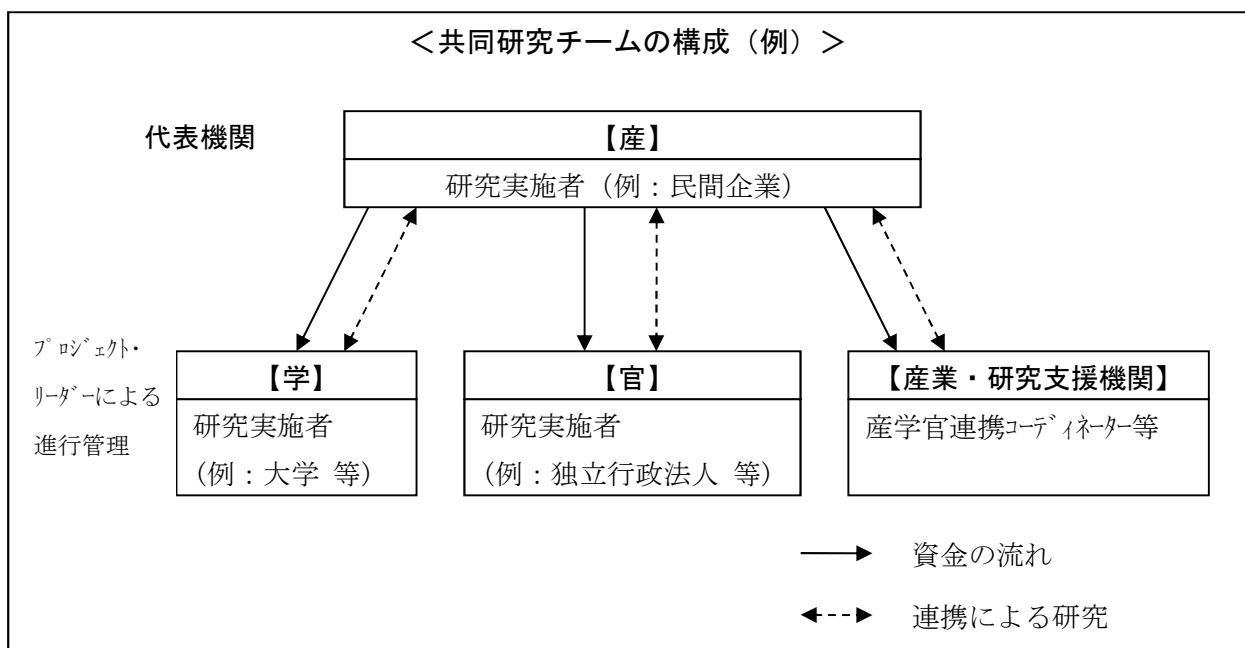 ＜共同研究チームの構成（例）＞
代表機関
【産】
研究実施者（例：民間企業）
ﾌﾟﾛｼﾞｪｸﾄ・
ﾘｰﾀﾞｰによる
進行管理
【学】
研究実施者
（例：大学 等）
【官】
研究実施者
（例：独立行政法人 等）
【産業・研究支援機関】
産学官連携ｺｰﾃﾞｨﾈｰﾀｰ等
資金の流れ
連携による研究